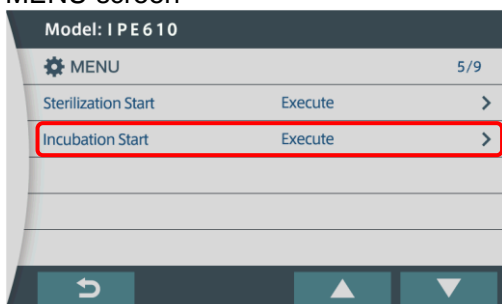 MENU screen
Model: IPE610
MENU 5/9
Sterilization Start Execute >
Incubation Start Execute >